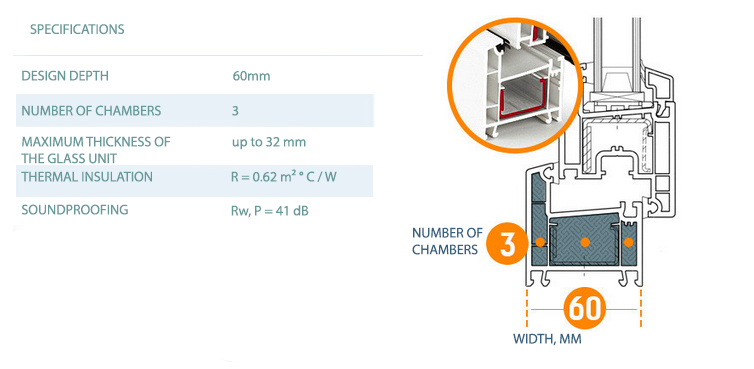 SPECIFICATIONS
DESIGN DEPTH 60mm
NUMBER OF CHAMBERS 3
MAXIMUM THICKNESS OF up to 32 mm
THE GLASS UNIT
THERMAL INSULATION R = 0.62 m² ° C / W
SOUNDPROOFING Rw, P = 41 dB
NUMBER OF
CHAMBERS
3
60
WIDTH, MM